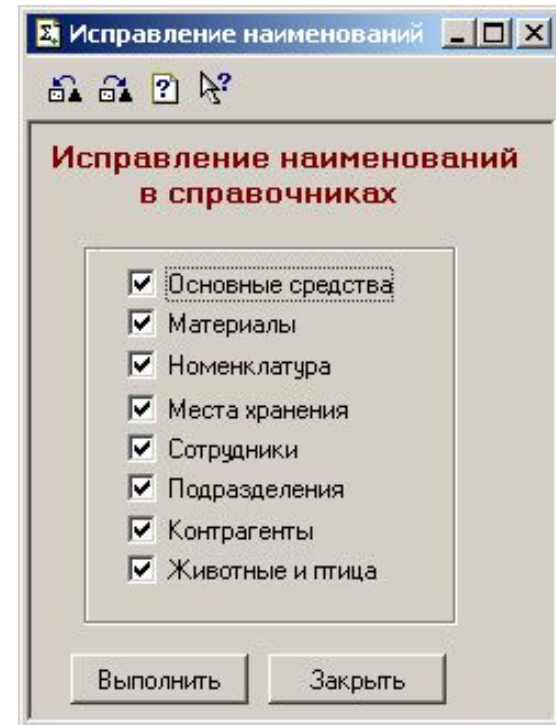 Исправление наименований
Исправление наименований
в справочниках
Основные средства
Материалы
Номенклатура
Места хранения
Сотрудники
Подразделения
Контрагенты
Животные и птица
Выполнить Закрыть